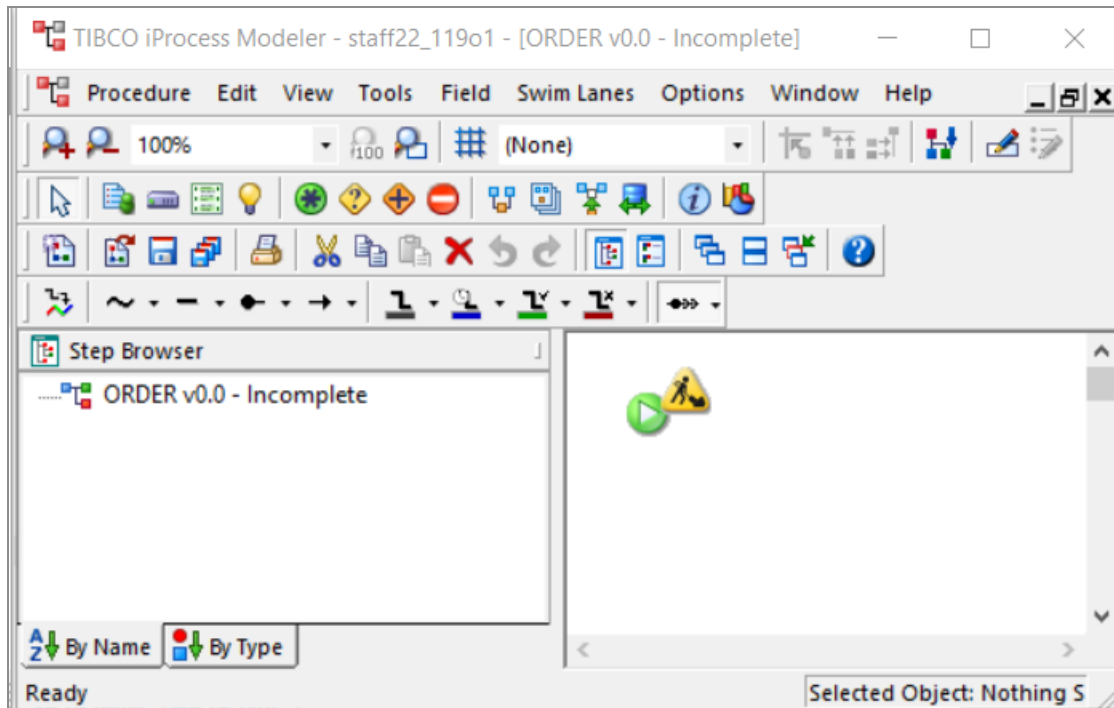 TIBCO iProcess Modeler - staff22_119o1 - [ORDER v0.0 - Incomplete]
Procedure Edit View Tools Field Swim Lanes Options Window Help
100% f100 (None)
Step Browser
ORDER v0.0 - Incomplete
A Z By Name By Type
Ready Selected Object: Nothing S